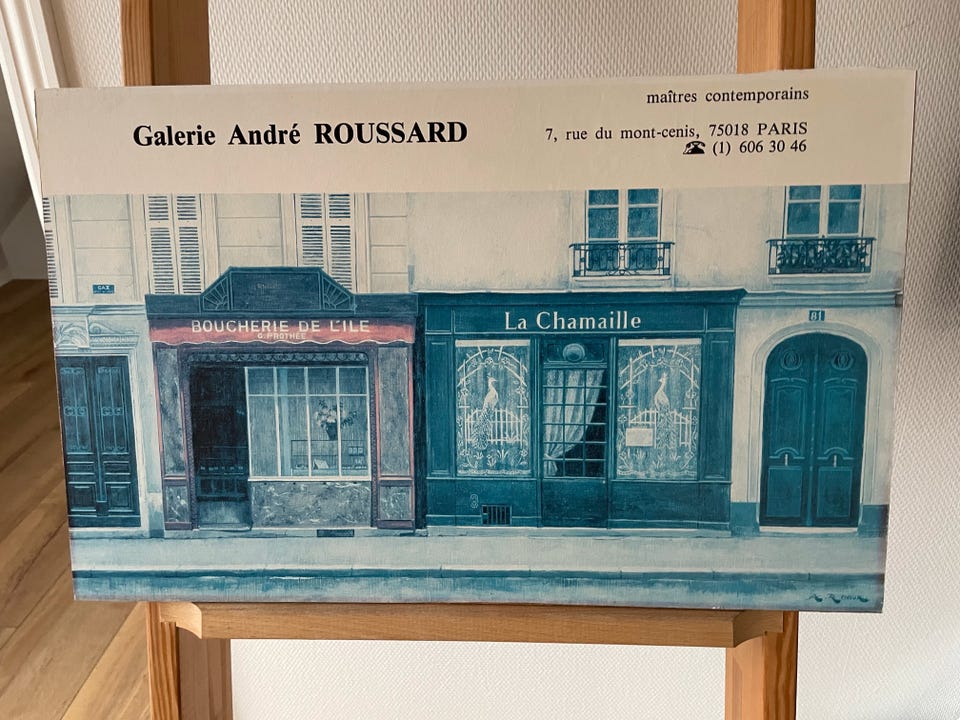 maîtres contemporains
Galerie André ROUSSARD
7, rue du mont-cenis, 75018 PARIS
☎ (1) 606 30 46
GAZ
BOUCHERIE DE L'ILE
G. PROTHÉE
La Chamaille
81